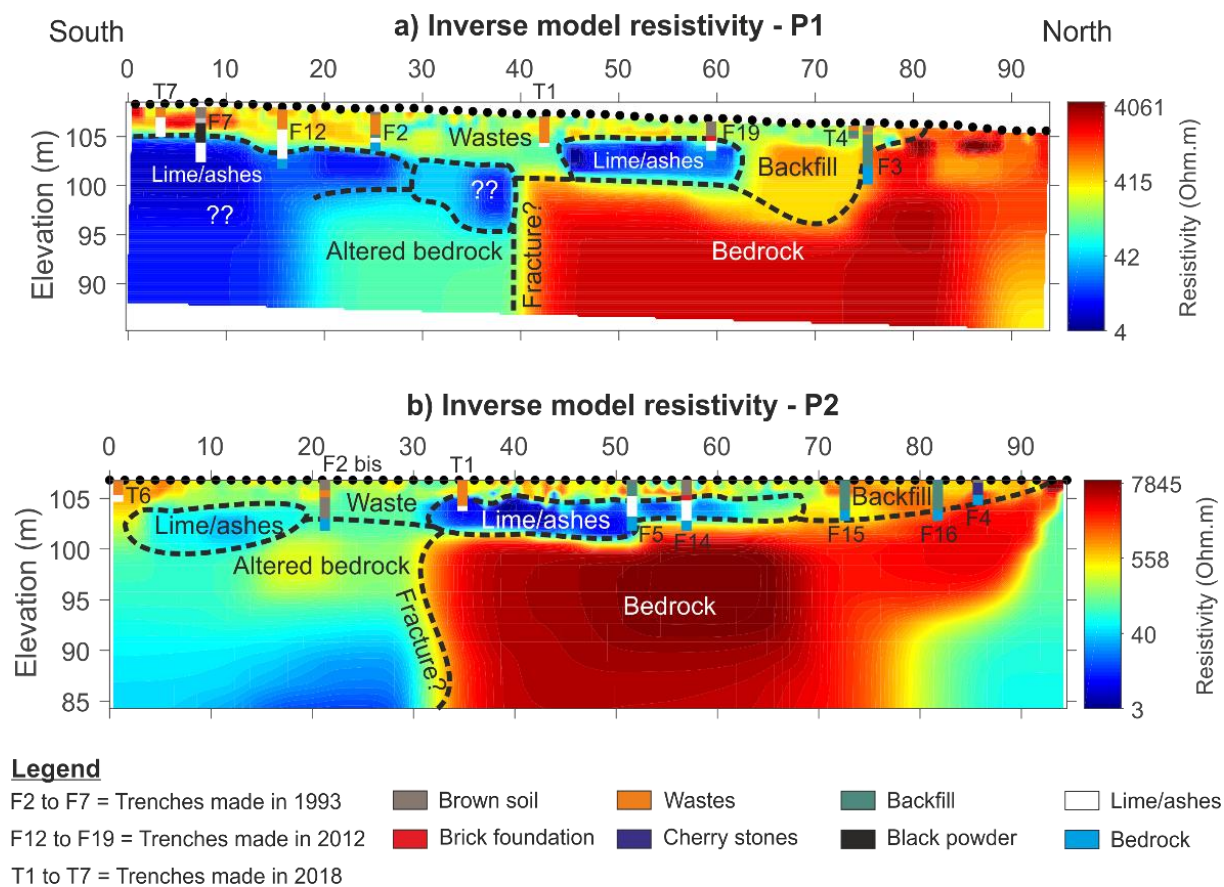 South
a) Inverse model resistivity - P1
North
0 10 20 30 40 50 60 70 80 90
T7
T1
F7
F12
F2
Wastes
F19
T4
F3
Lime/ashes
Lime/ashes
Backfill
??
??
Altered bedrock
Fracture?
Bedrock
Elevation (m)
105
100
95
90
4061
415
42
4
Resistivity (Ohm.m)
b) Inverse model resistivity - P2
0 10 20 30 40 50 60 70 80 90
F2 bis
T1
T6
Waste
Backfill
Lime/ashes
Lime/ashes
F5
F14
F15
F16
F4
Altered bedrock
Fracture?
Bedrock
Elevation (m)
105
100
95
90
85
7845
558
40
3
Resistivity (Ohm.m)
Legend
F2 to F7 = Trenches made in 1993
F12 to F19 = Trenches made in 2012
T1 to T7 = Trenches made in 2018
Brown soil
Wastes
Backfill
Lime/ashes
Brick foundation
Cherry stones
Black powder
Bedrock